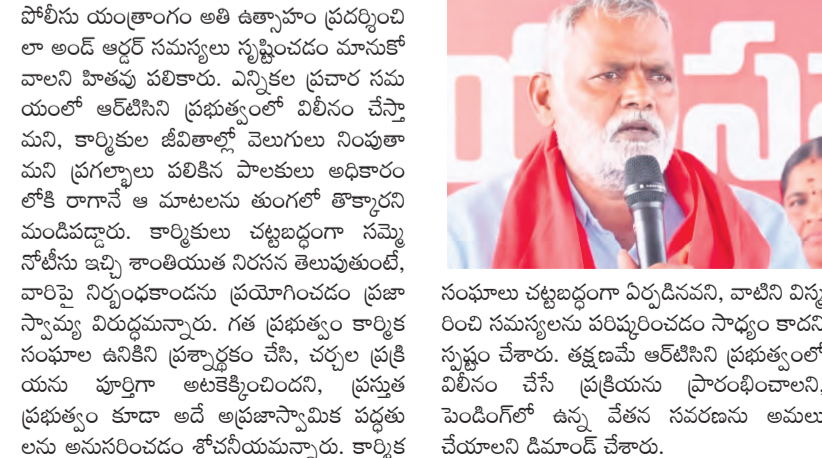 పోలీసు యంత్రాంగం అతి ఉత్సాహం ప్రదర్శించి
లా అండ్ ఆర్డర్ సమస్యలు సృష్టించడం మానుకో
వాలని హితవు పలికారు. ఎన్నికల ప్రచార సమ
యంలో ఆర్‌టిసిని ప్రభుత్వంలో విలీనం చేస్తా
మని, కార్మికుల జీవితాల్లో వెలుగులు నింపుతా
మని ప్రగల్భాలు పలికిన పాలకులు అధికారం
లోకి రాగానే ఆ మాటలను తుంగలో తొక్కారని
మండిపడ్డారు. కార్మికులు చట్టబద్ధంగా సమ్మె
నోటీసు ఇచ్చి శాంతియుత నిరసన తెలుపుతుంటే,
వారిపై నిర్బంధకాండను ప్రయోగించడం ప్రజా
స్వామ్య విరుద్ధమన్నారు. గత ప్రభుత్వం కార్మిక
సంఘాల ఉనికిని ప్రశ్నార్థకం చేసి, చర్చల ప్రక్రి
యను పూర్తిగా అటకెక్కించిందని, ప్రస్తుత
ప్రభుత్వం కూడా అదే అప్రజాస్వామిక పద్ధతు
లను అనుసరించడం శోచనీయమన్నారు. కార్మిక
సంఘాలు చట్టబద్ధంగా ఏర్పడినవని, వాటిని విస్మ
రించి సమస్యలను పరిష్కరించడం సాధ్యం కాదని
స్పష్టం చేశారు. తక్షణమే ఆర్‌టిసిని ప్రభుత్వంలో
విలీనం చేసే ప్రక్రియను ప్రారంభించాలని,
పెండింగ్‌లో ఉన్న వేతన సవరణను అమలు
చేయాలని డిమాండ్ చేశారు.